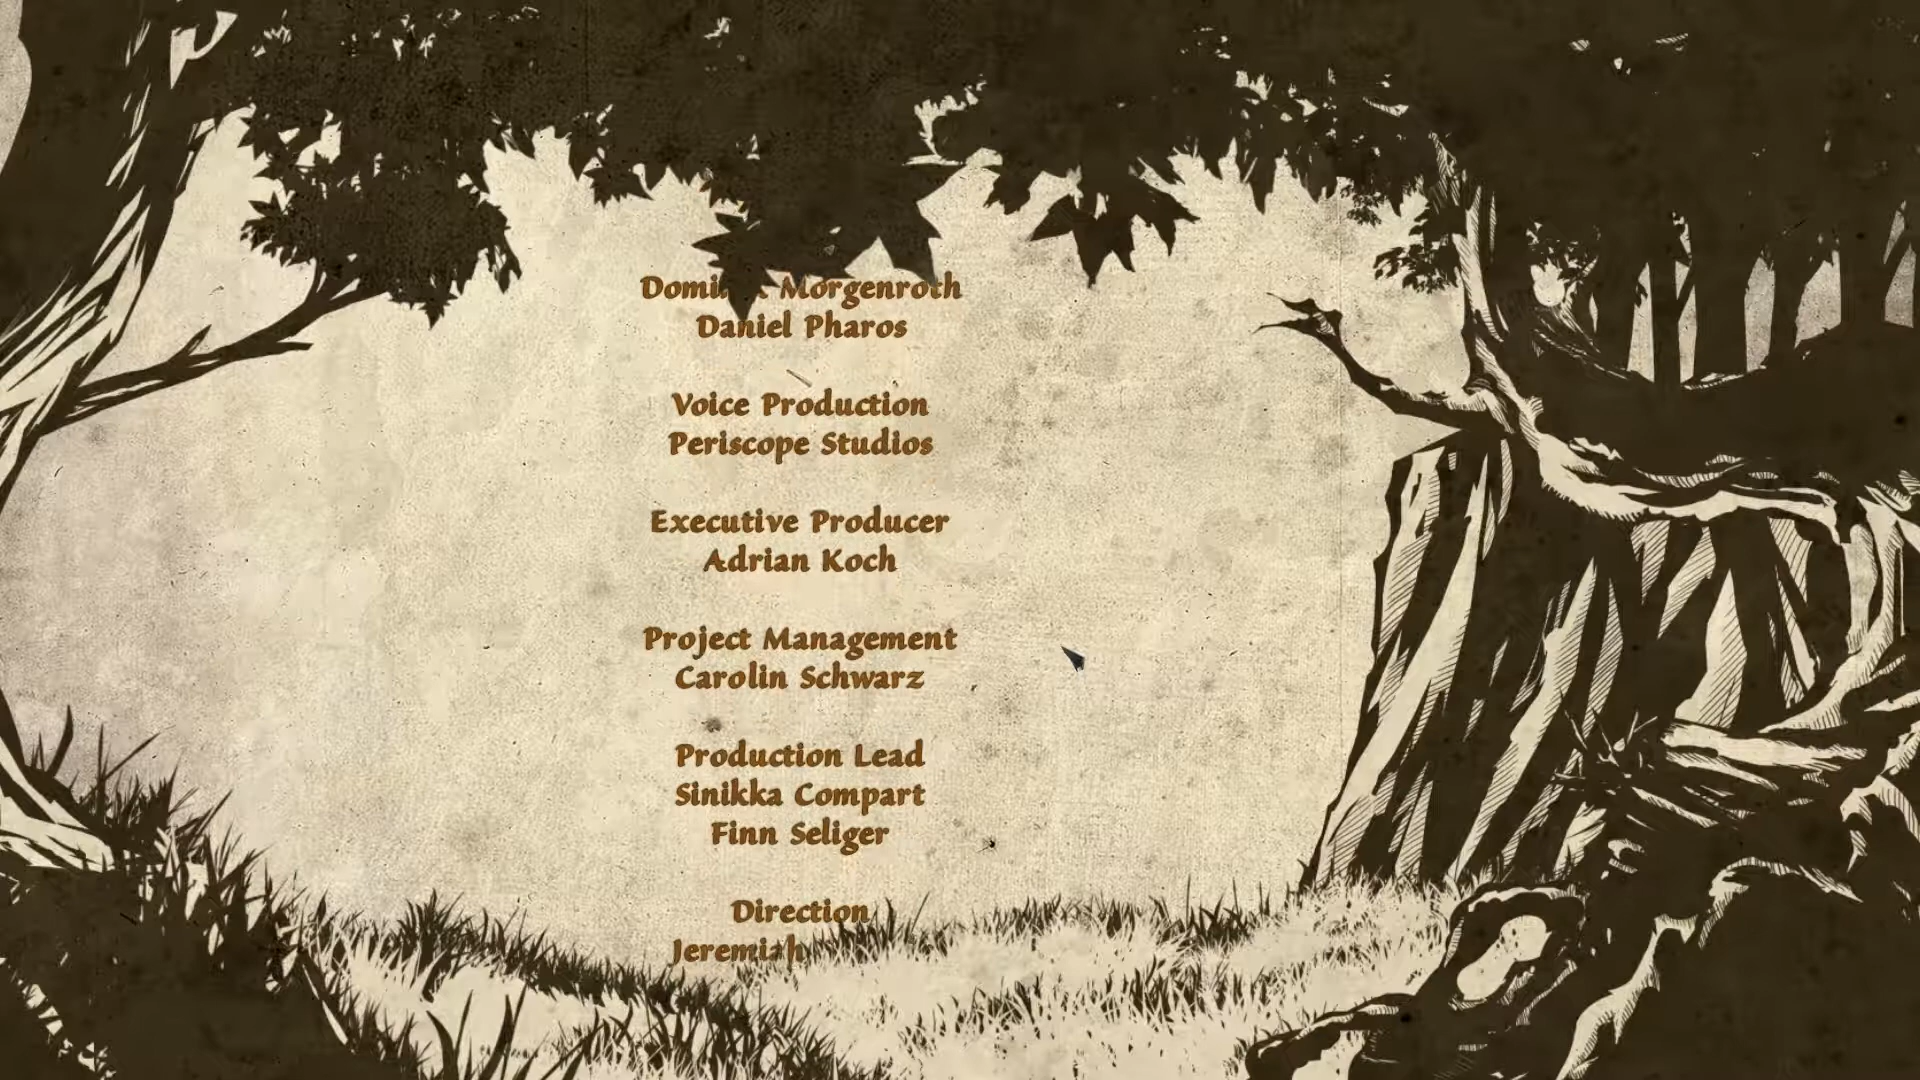 Morgenroth
Daniel Pharos
Voice Production
Periscope Studios
Executive Producer
Adrian Koch
Project Management
Carolin Schwarz
Production Lead
Sinikka Compart
Finn Seliger
Direction
Jeremiah